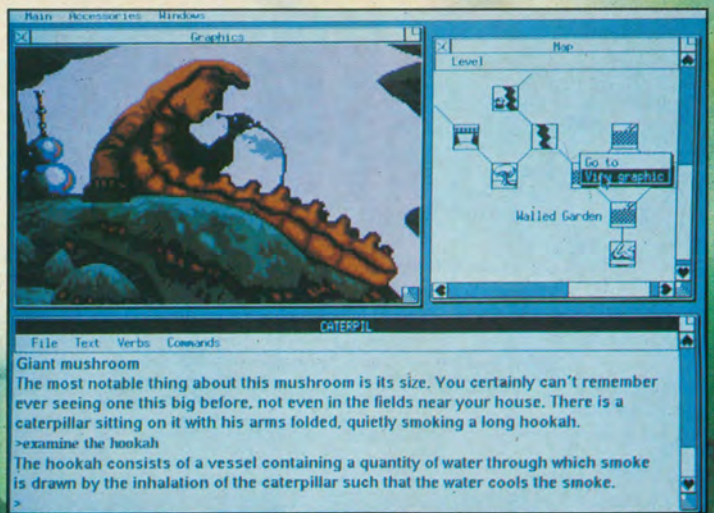 Main Accessories Windows
Graphics
Map
Level
Go to
View graphic
Walled Garden
CATERPIL
File Text Verbs Commands
Giant mushroom
The most notable thing about this mushroom is its size. You certainly can't remember
ever seeing one this big before, not even in the fields near your house. There is a
caterpillar sitting on it with his arms folded, quietly smoking a long hookah.
>examine the hookah
The hookah consists of a vessel containing a quantity of water through which smoke
is drawn by the inhalation of the caterpillar such that the water cools the smoke.
>